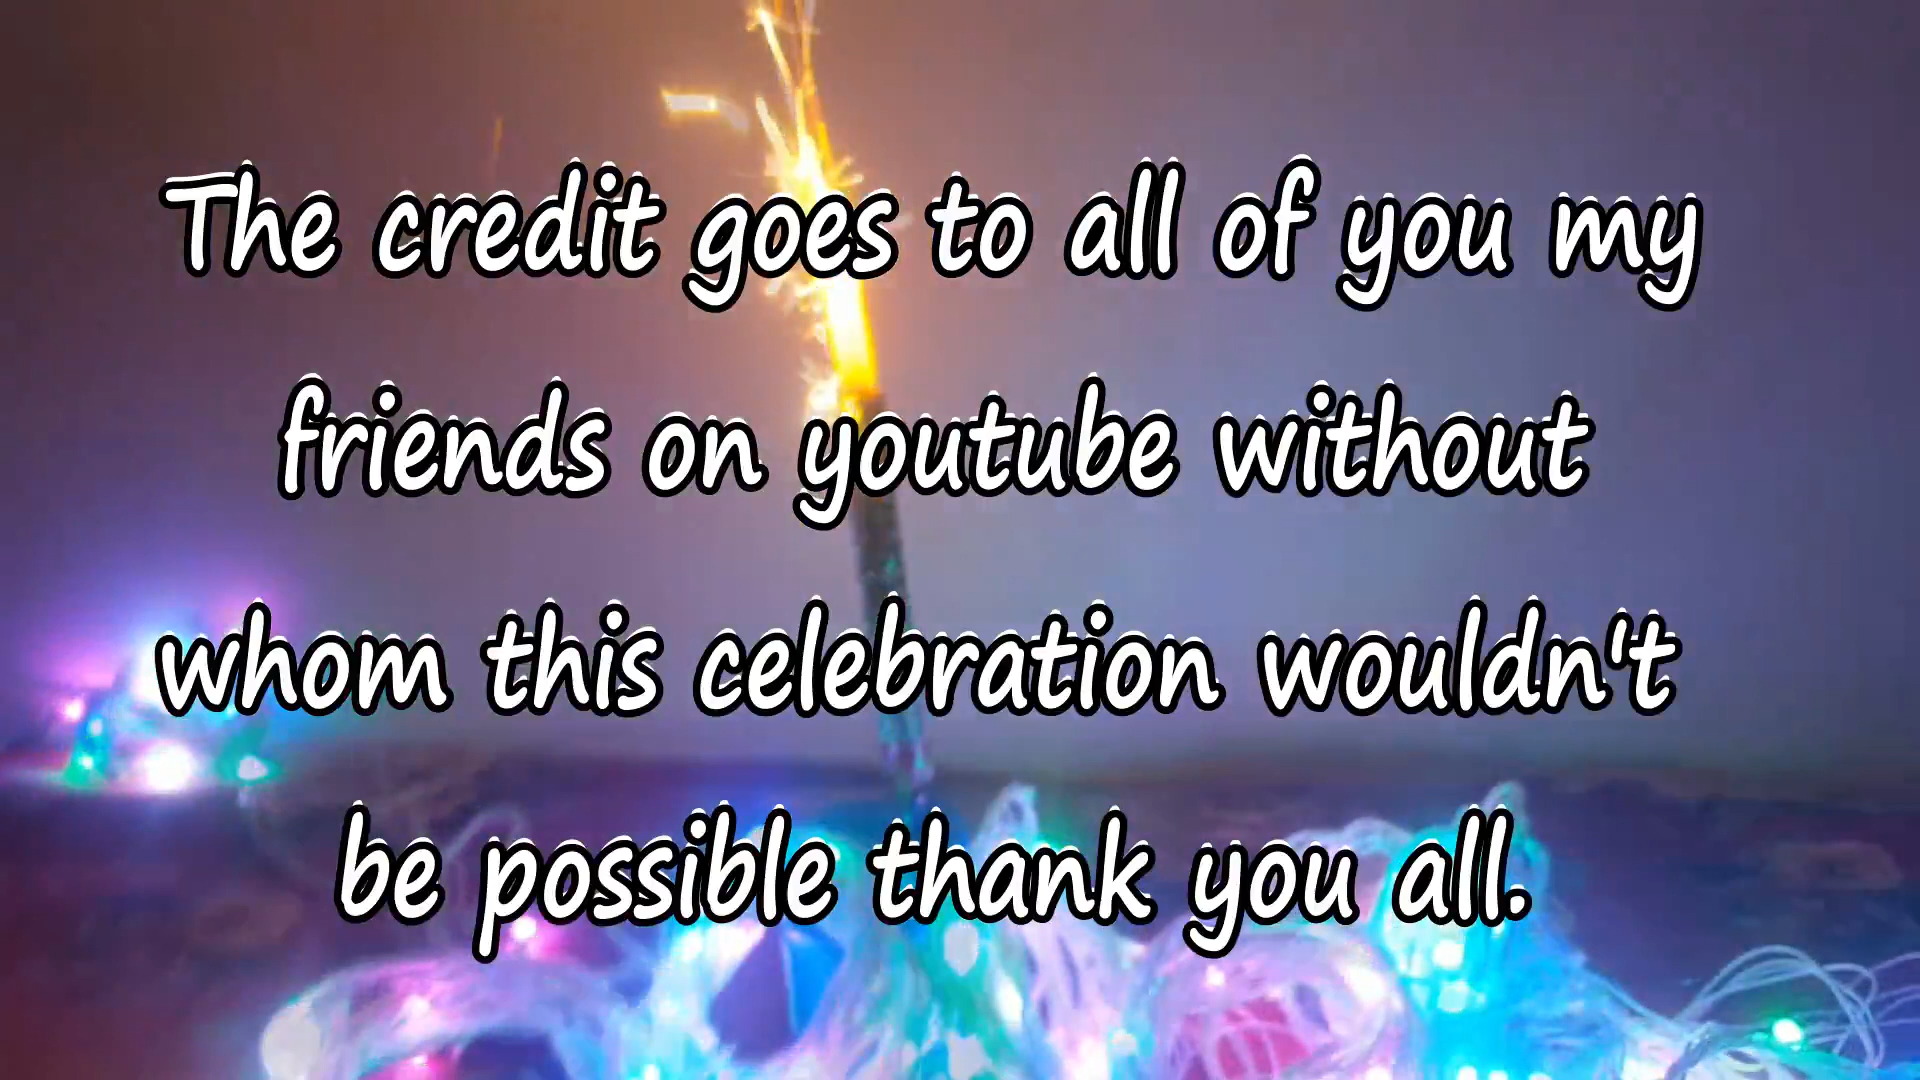 The credit goes to all of you my
friends on youtube without
whom this celebration wouldn't
be possible thank you all.